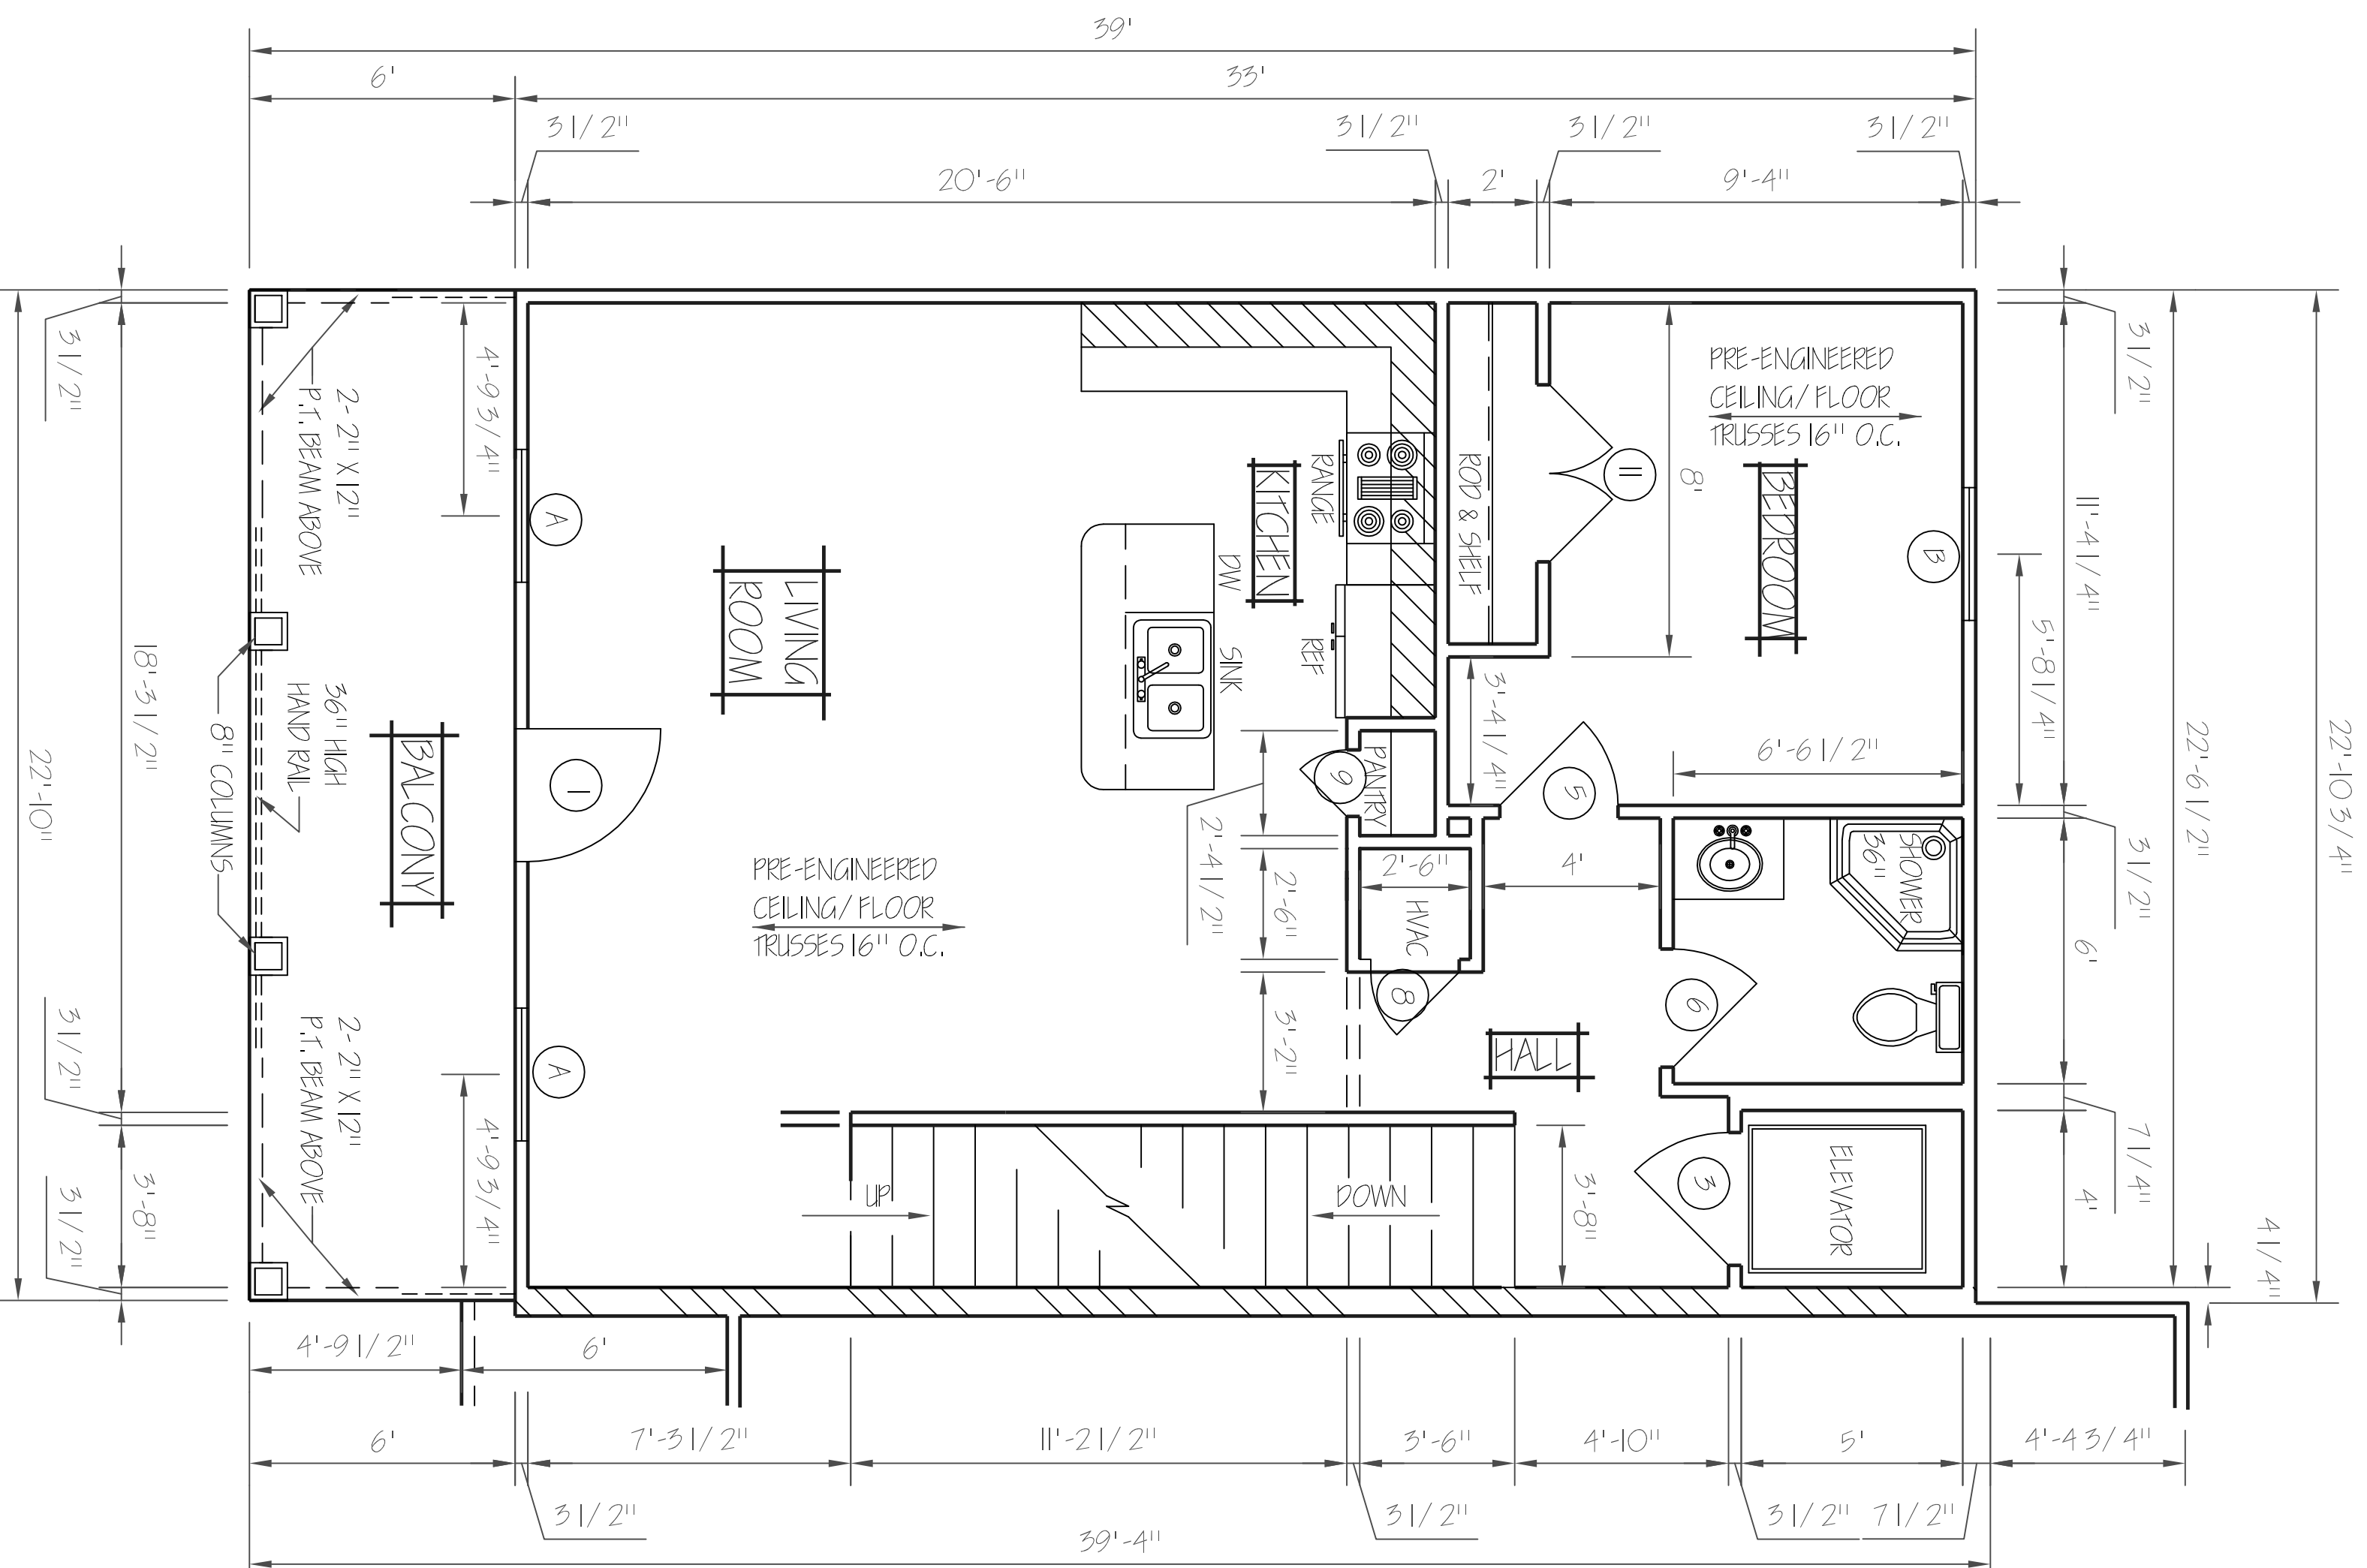 39'
6'
33'
3 1/2"
3 1/2"
3 1/2"
3 1/2"
20'-6"
2'
9'-4"
3 1/2"
18'-3 1/2"
22'-10"
3 1/2"
3'-8"
3 1/2"
4'-9 3/4"
2- 2" X 12"
P.T. BEAM ABOVE
36" HIGH
HAND RAIL
8" COLUMNS
BALCONY
2- 2" X 12"
P.T. BEAM ABOVE
4'-9 3/4"
A
1
A
LIVING
ROOM
PRE-ENGINEERED
CEILING/FLOOR
TRUSSES 16" O.C.
KITCHEN
RANGE
DW
SINK
REF
PANTRY
9
2'-4 1/2"
2'-6"
2'-6"
HVAC
8
3'-2"
ROD & SHELF
11
8'
PRE-ENGINEERED
CEILING/FLOOR
TRUSSES 16" O.C.
BEDROOM
B
3'-4 1/4"
5
6'-6 1/2"
4'
SHOWER
36"
6
HALL
UP
DOWN
3'-8"
3
ELEVATOR
3 1/2"
11'-4 1/4"
5'-8 1/4"
22'-6 1/2"
22'-10 3/4"
3 1/2"
6'
7 1/4"
4'
4 1/4"
4'-9 1/2"
6'
6'
7'-3 1/2"
11'-2 1/2"
3'-6"
4'-10"
5'
4'-4 3/4"
3 1/2"
3 1/2"
3 1/2"
7 1/2"
39'-4"